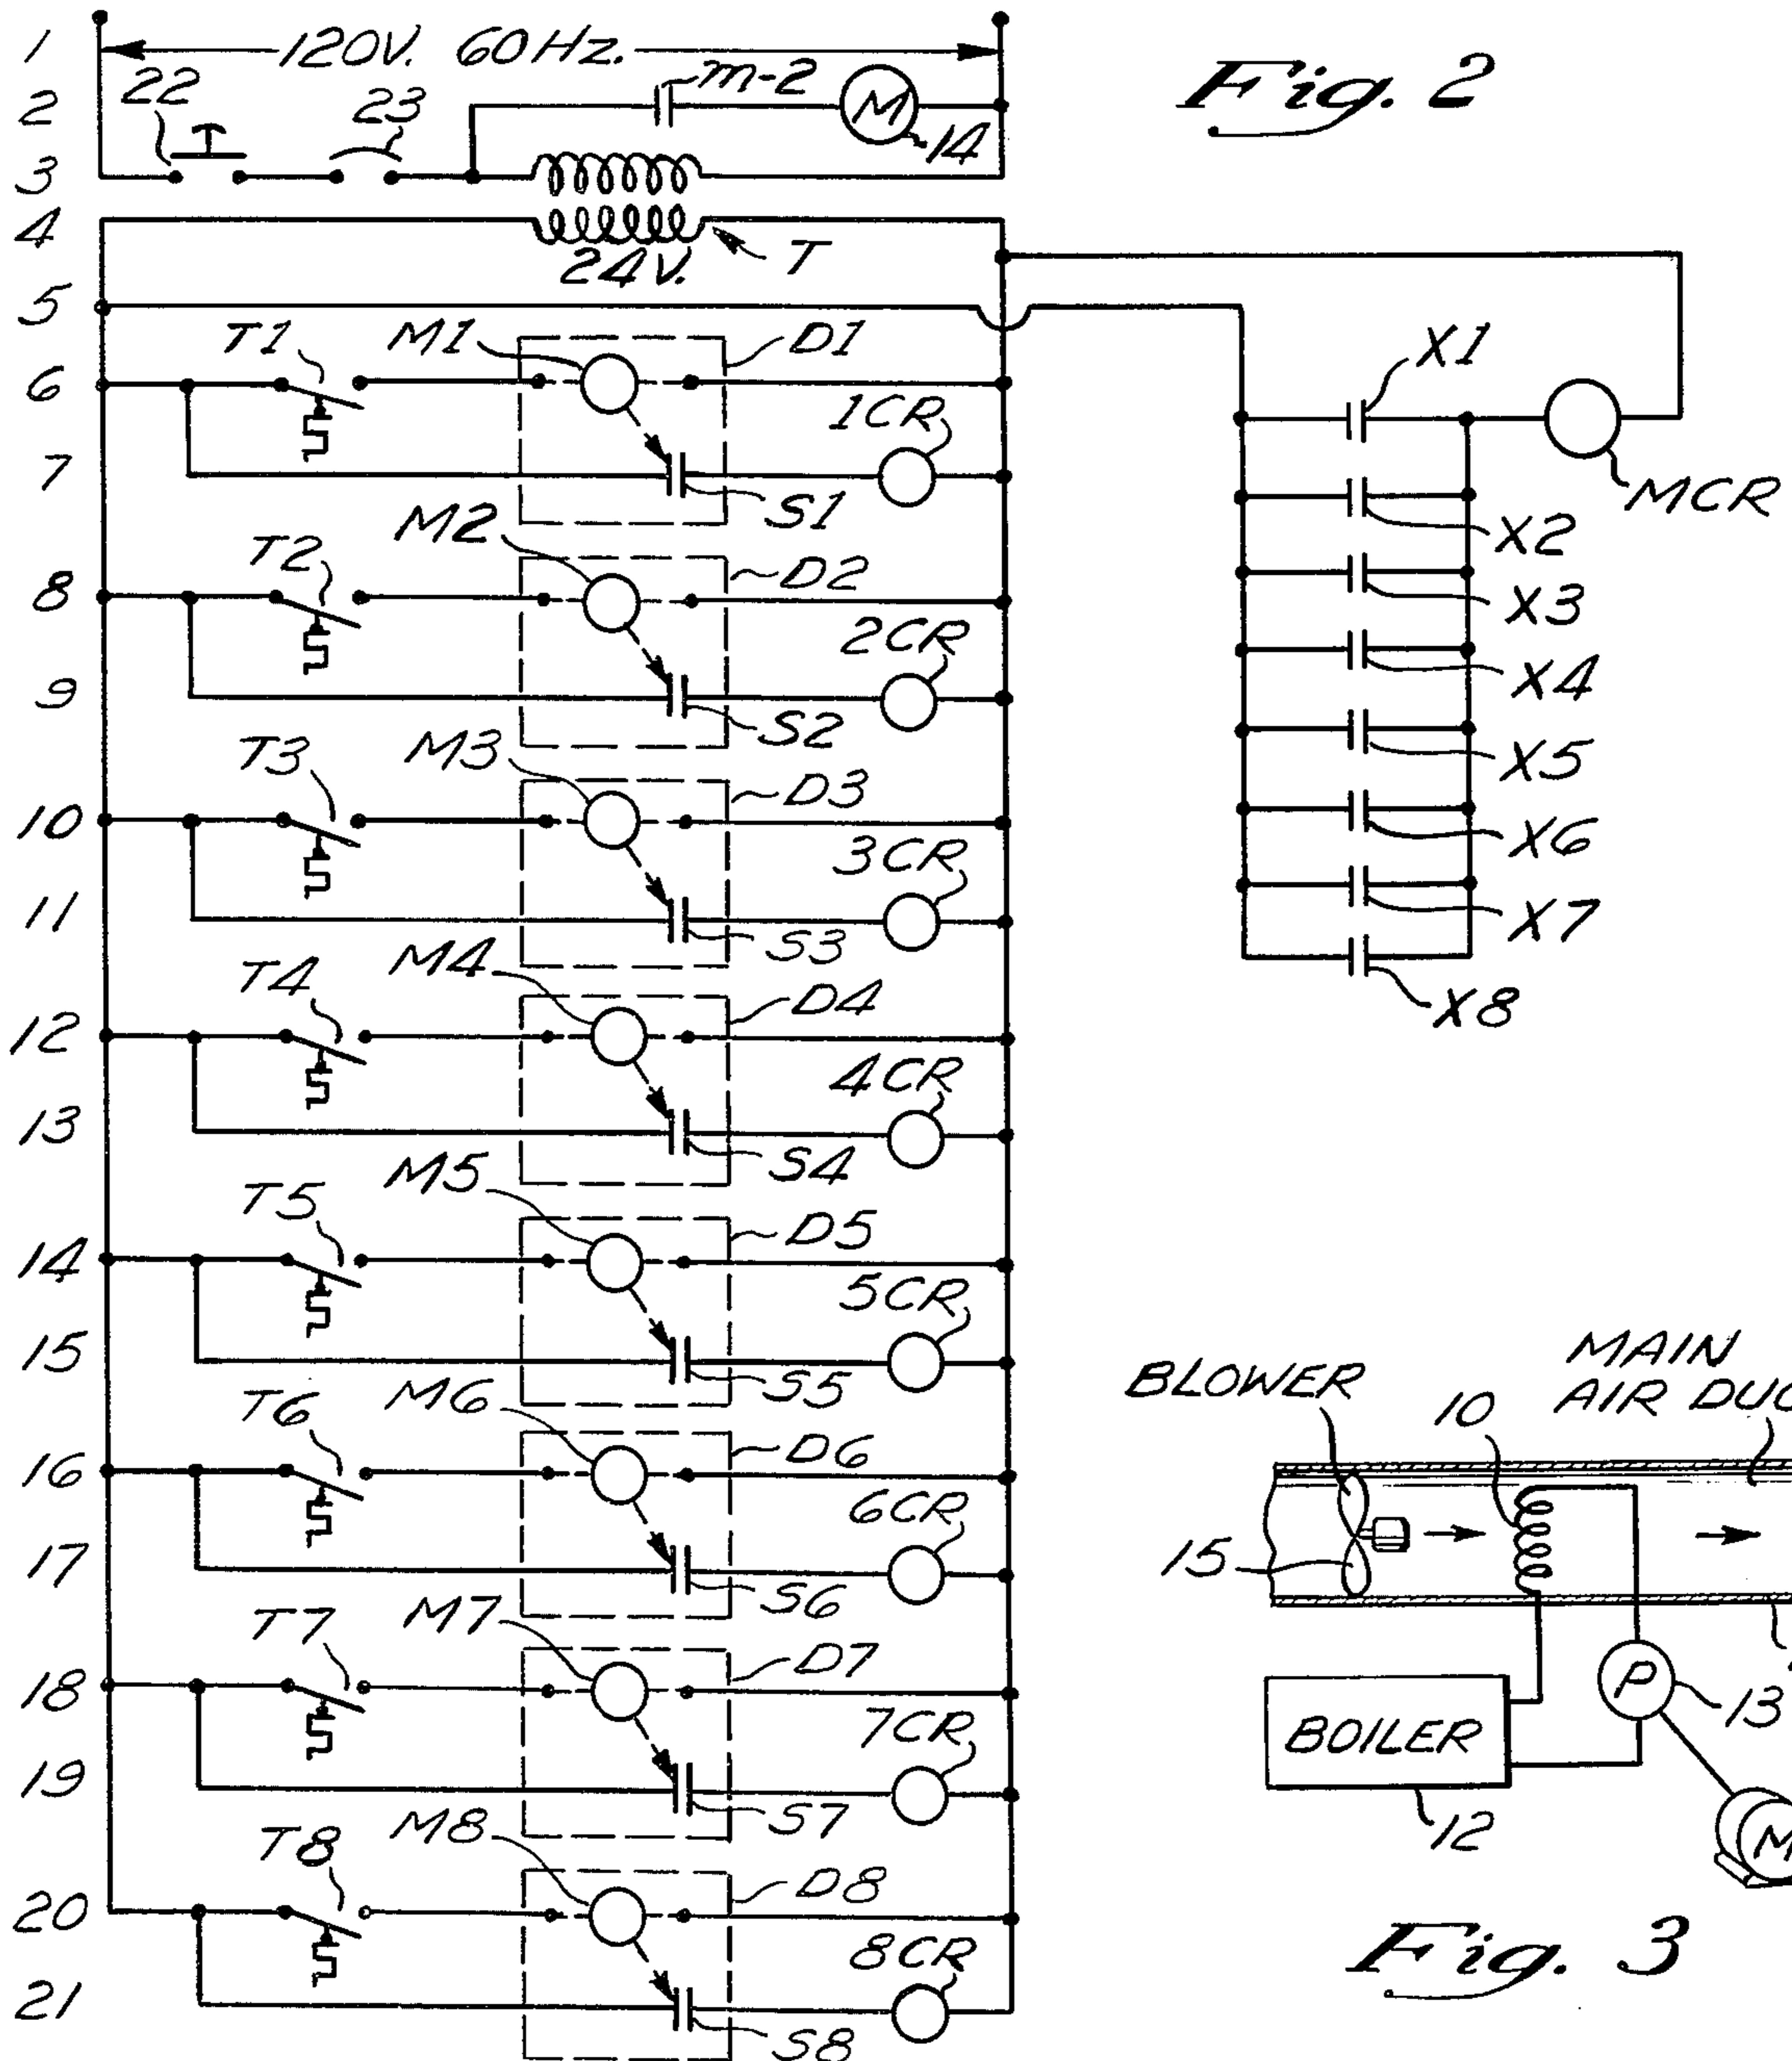 1
120V. 60Hz.
Fig. 2
22
23
m-2
2
M
14
3
4
24V.
T
5
T1
M1
D1
X1
6
1CR
7
S1
MCR
M2
X2
T2
D2
8
X3
2CR
9
S2
X4
T3
M3
D3
X5
10
3CR
X6
11
S3
X7
T4
M4
D4
X8
12
4CR
13
S4
M5
T5
D5
14
5CR
15
S5
MAIN
BLOWER
10
AIR DUC
T6
M6
D6
16
6CR
15
17
S6
T7
M7
D7
18
P
13
7CR
BOILER
19
S7
12
M
T8
M8
D8
20
8CR
Fig. 3
21
S8